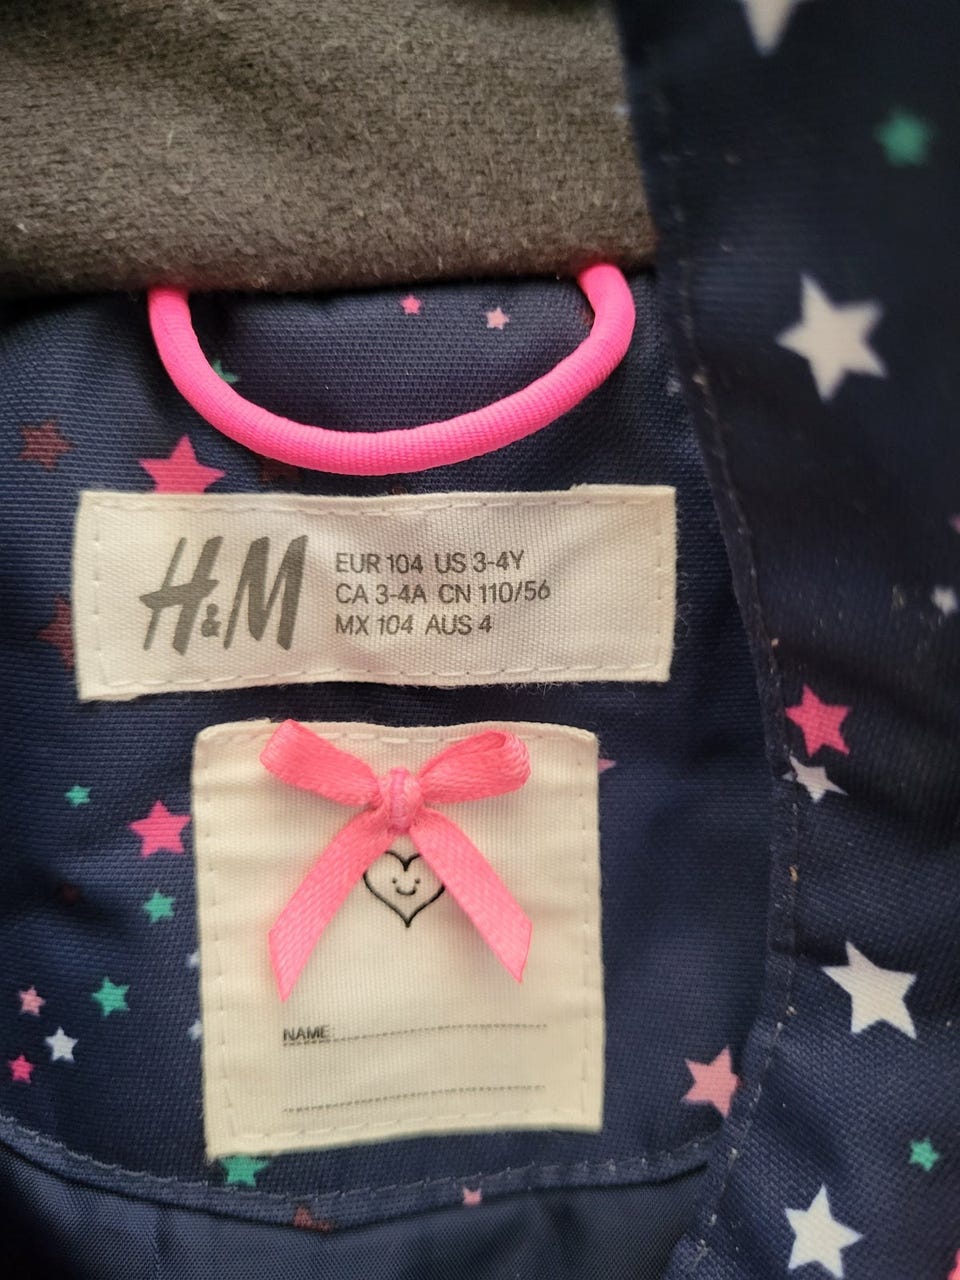 H&M
EUR 104 US 3-4Y
CA 3-4A CN 110/56
MX 104 AUS 4
NAME